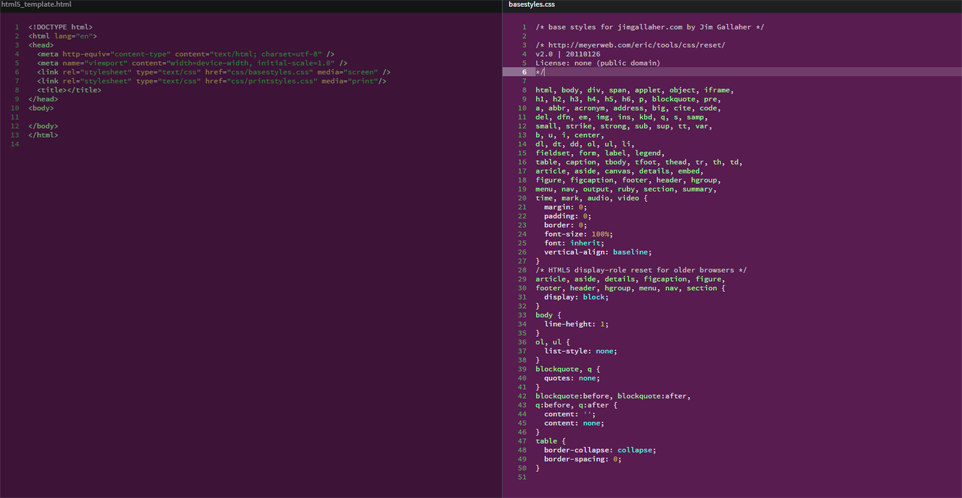 html5_template.html
1 <!DOCTYPE html>
2 <html lang="en">
3 <head>
4 <meta http-equiv="content-type" content="text/html; charset=utf-8" />
5 <meta name="viewport" content="width=device-width, initial-scale=1.0" />
6 <link rel="stylesheet" type="text/css" href="css/basestyles.css" media="screen" />
7 <link rel="stylesheet" type="text/css" href="css/printstyles.css" media="print"/>
8 <title></title>
9 </head>
10 <body>
11
12 </body>
13 </html>
14
basestyles.css
1 /* base styles for jimgallaher.com by Jim Gallaher */
2
3 /* http://meyerweb.com/eric/tools/css/reset/
4 v2.0 | 20110126
5 License: none (public domain)
6 */
7
8 html, body, div, span, applet, object, iframe,
9 h1, h2, h3, h4, h5, h6, p, blockquote, pre,
10 a, abbr, acronym, address, big, cite, code,
11 del, dfn, em, img, ins, kbd, q, s, samp,
12 small, strike, strong, sub, sup, tt, var,
13 b, u, i, center,
14 dl, dt, dd, ol, ul, li,
15 fieldset, form, label, legend,
16 table, caption, tbody, tfoot, thead, tr, th, td,
17 article, aside, canvas, details, embed,
18 figure, figcaption, footer, header, hgroup,
19 menu, nav, output, ruby, section, summary,
20 time, mark, audio, video {
21 margin: 0;
22 padding: 0;
23 border: 0;
24 font-size: 100%;
25 font: inherit;
26 vertical-align: baseline;
27 }
28 /* HTML5 display-role reset for older browsers */
29 article, aside, details, figcaption, figure,
30 footer, header, hgroup, menu, nav, section {
31 display: block;
32 }
33 body {
34 line-height: 1;
35 }
36 ol, ul {
37 list-style: none;
38 }
39 blockquote, q {
40 quotes: none;
41 }
42 blockquote:before, blockquote:after,
43 q:before, q:after {
44 content: '';
45 content: none;
46 }
47 table {
48 border-collapse: collapse;
49 border-spacing: 0;
50 }
51